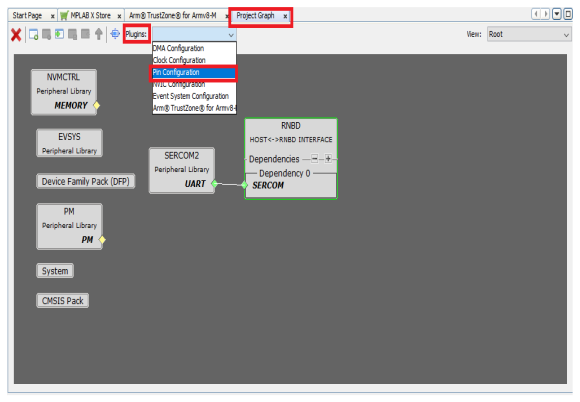 Start Page x MPLAB X Store x Arm® TrustZone® for Armv8-M x Project Graph x
Plugins: View: Root
DMA Configuration
Clock Configuration
Pin Configuration
NVIC Configuration
Event System Configuration
Arm® TrustZone® for Armv8-
NVMCTRL
Peripheral Library
MEMORY
EVSYS
Peripheral Library
Device Family Pack (DFP)
PM
Peripheral Library
PM
System
CMSIS Pack
SERCOM2
Peripheral Library
UART
RNBD
HOST<->RNBD INTERFACE
Dependencies
Dependency 0
SERCOM